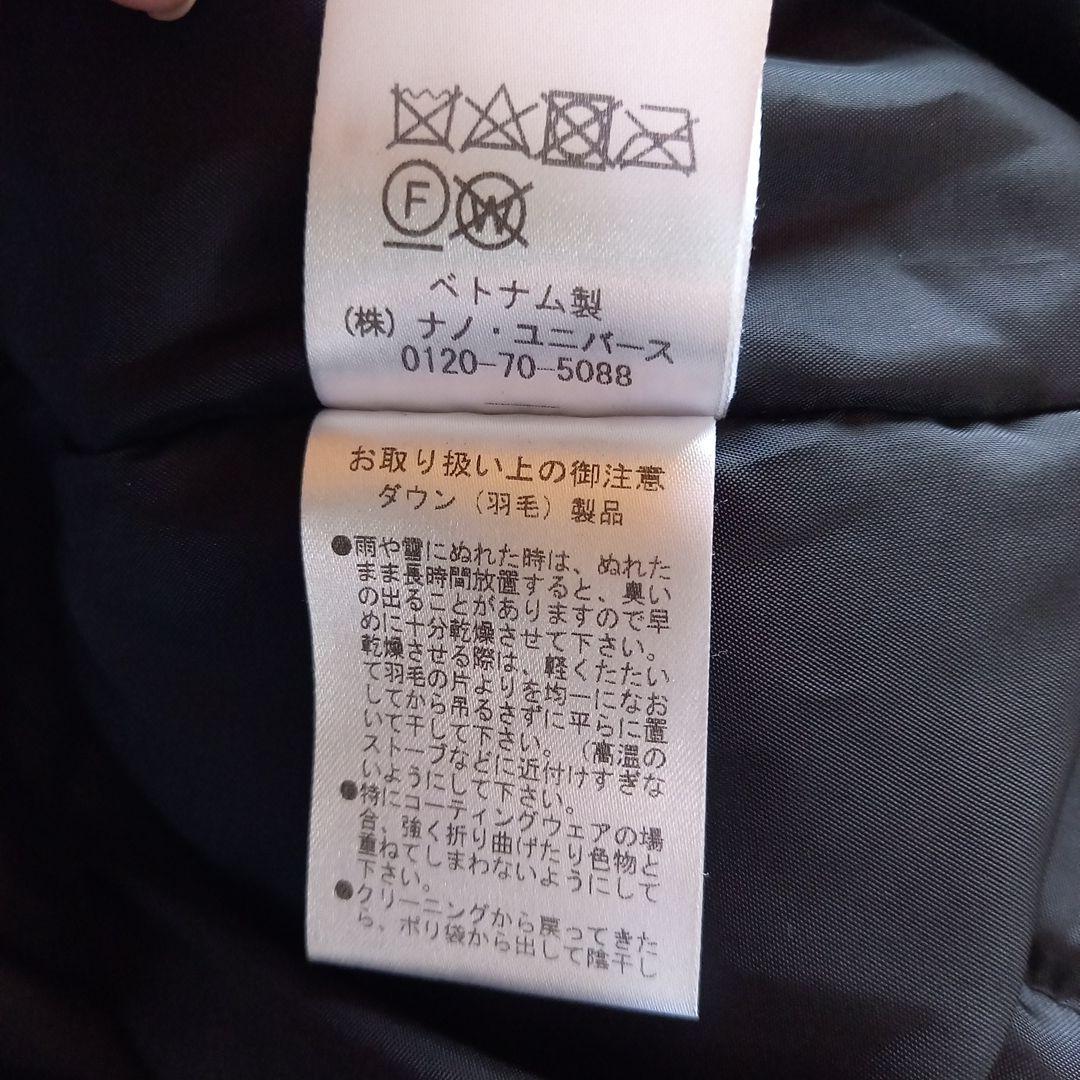 F
W
ベトナム製
(株) ナノ・ユニバース
0120-70-5088
お取り扱い上の御注意
ダウン (羽毛) 製品
●雨や雪にぬれた時は、ぬれた
まま長時間放置すると、臭い
の出ることがありますので早
めに十分乾燥させて下さい。
乾燥させる際は、軽くたたい
て羽毛の片よりを均一になお
してから吊るさずに平らに置
いて干して下さい。(高温の
ストーブなどに近付けすぎな
いようにして下さい。
●特にコーティングウェアの場
合、強く折り曲げたり色物と
重ねてしまわないようにして
下さい。
●クリーニングから戻ってきた
ら、ポリ袋から出して陰干し